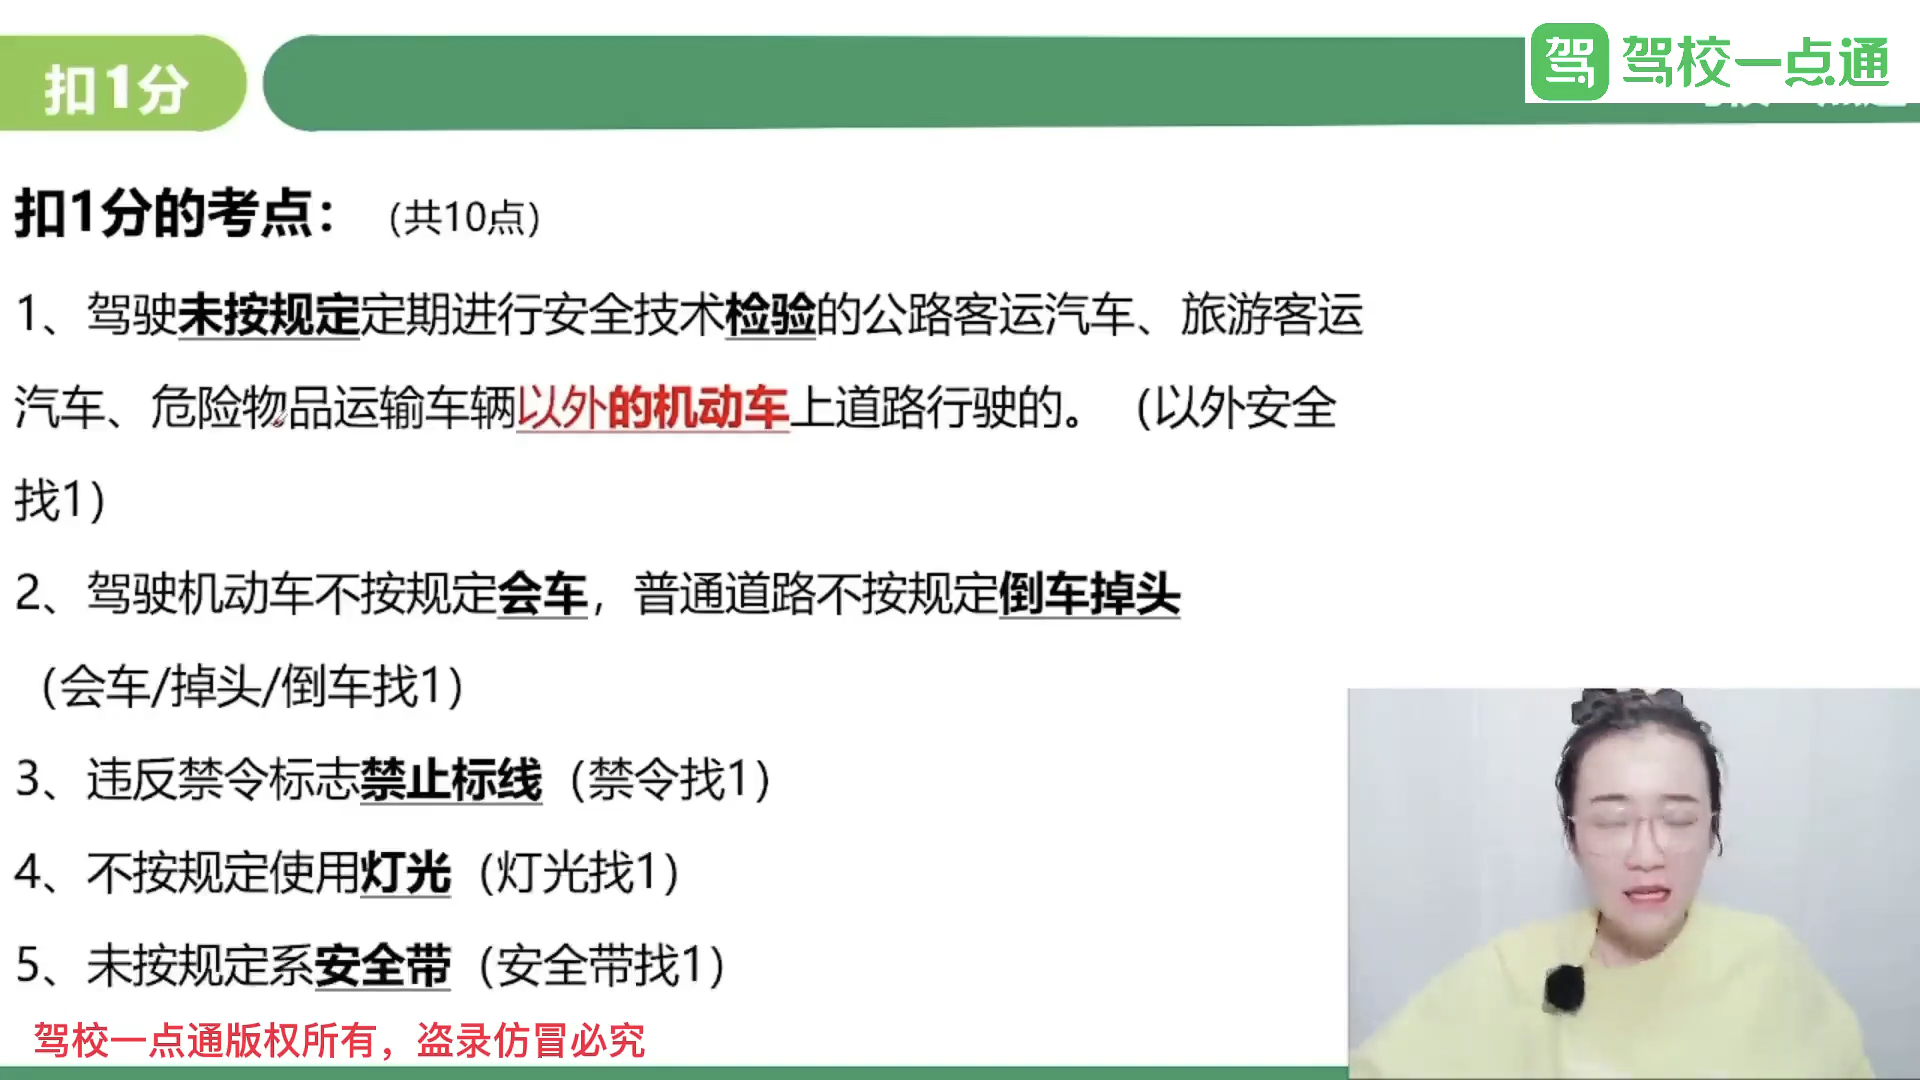 扣1分
驾 驾校一点通
扣1分的考点：（共10点）
1、驾驶未按规定定期进行安全技术检验的公路客运汽车、旅游客运
汽车、危险物品运输车辆以外的机动车上道路行驶的。（以外安全
找1）
2、驾驶机动车不按规定会车，普通道路不按规定倒车掉头
（会车/掉头/倒车找1）
3、违反禁令标志禁止标线（禁令找1）
4、不按规定使用灯光（灯光找1）
5、未按规定系安全带（安全带找1）
驾校一点通版权所有，盗录仿冒必究